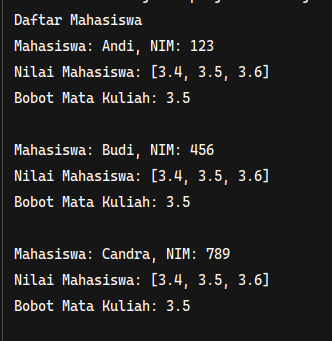 Daftar Mahasiswa
Mahasiswa: Andi, NIM: 123
Nilai Mahasiswa: [3.4, 3.5, 3.6]
Bobot Mata Kuliah: 3.5
Mahasiswa: Budi, NIM: 456
Nilai Mahasiswa: [3.4, 3.5, 3.6]
Bobot Mata Kuliah: 3.5
Mahasiswa: Candra, NIM: 789
Nilai Mahasiswa: [3.4, 3.5, 3.6]
Bobot Mata Kuliah: 3.5